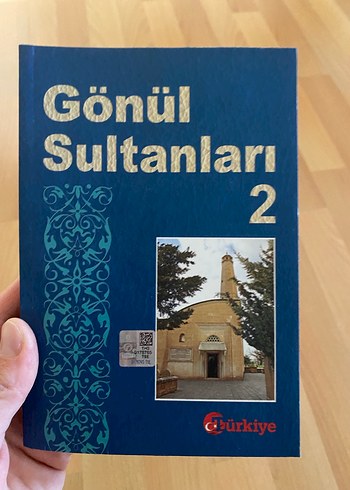 Gönül
Sultanları
2
Türkiye